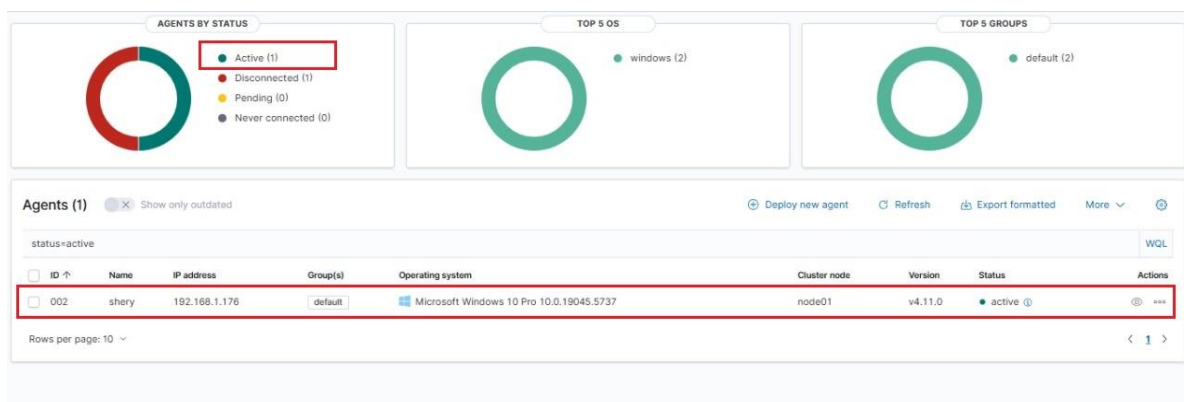 AGENTS BY STATUS
Active (1)
Disconnected (1)
Pending (0)
Never connected (0)
TOP 5 OS
windows (2)
TOP 5 GROUPS
default (2)
Agents (1) Show only outdated Deploy new agent Refresh Export formatted More
status=active WQL
ID Name IP address Group(s) Operating system Cluster node Version Status Actions
002 shery 192.168.1.176 default Microsoft Windows 10 Pro 10.0.19045.5737 node01 v4.11.0 active
Rows per page: 10 1